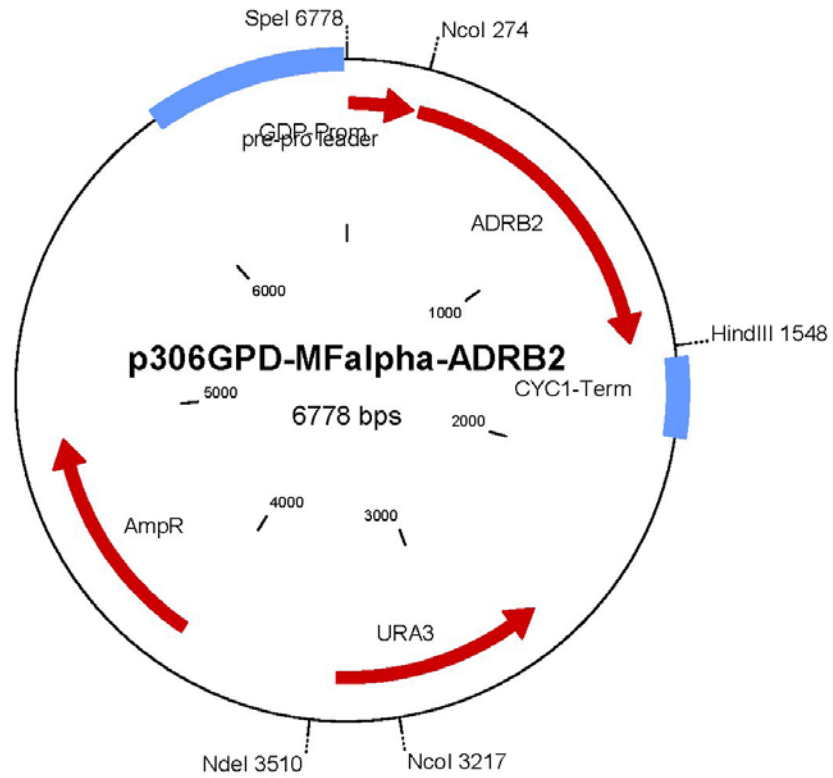 SpeI 6778
NcoI 274
GDP-Prom
pre-pro leader
ADRB2
6000
1000
HindIII 1548
p306GPD-MFalpha-ADRB2
CYC1-Term
5000
6778 bps
2000
4000
3000
AmpR
URA3
NdeI 3510
NcoI 3217